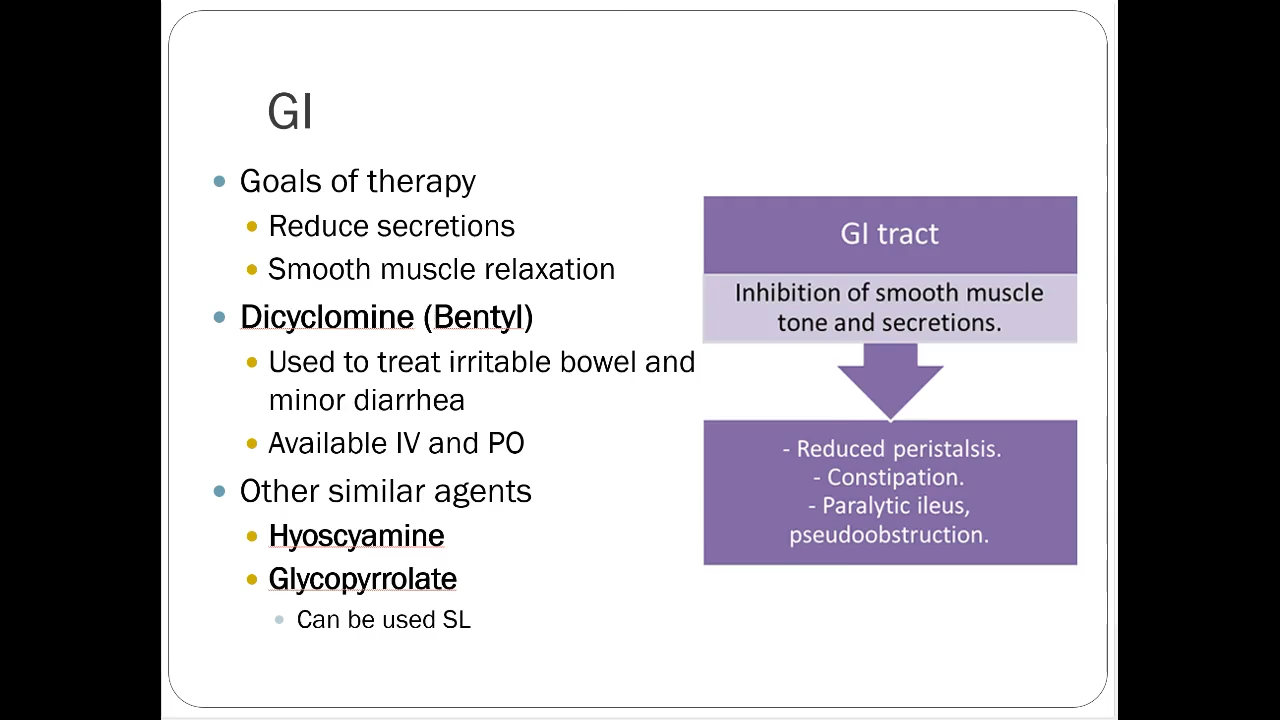 GI
Goals of therapy
Reduce secretions
Smooth muscle relaxation
Dicyclomine (Bentyl)
Used to treat irritable bowel and
minor diarrhea
Available IV and PO
Other similar agents
Hyoscyamine
Glycopyrrolate
Can be used SL
GI tract
Inhibition of smooth muscle
tone and secretions.
- Reduced peristalsis.
- Constipation.
- Paralytic ileus,
pseudoobstruction.